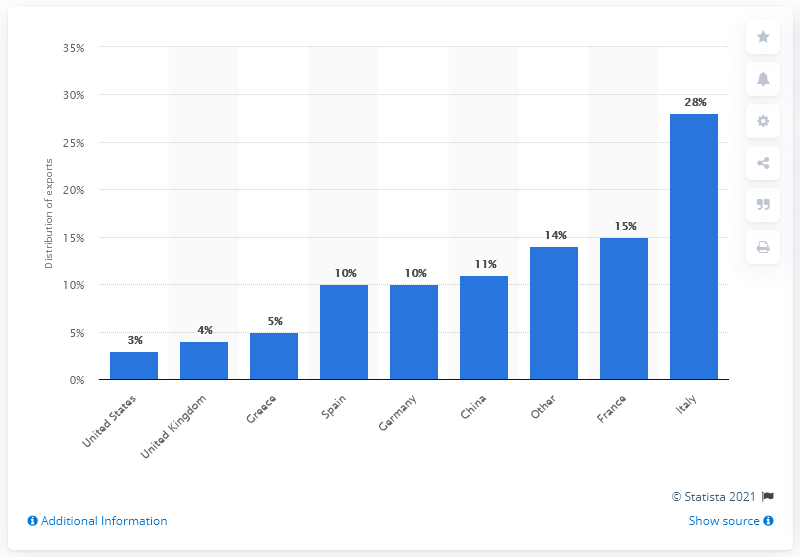 35%
30%
25%
20%
15%
10%
5%
0%
Distribution of exports
3%
4%
5%
10%
10%
11%
14%
15%
28%
United States
United Kingdom
Greece
Spain
Germany
China
Other
France
Italy
© Statista 2021
Additional Information
Show source